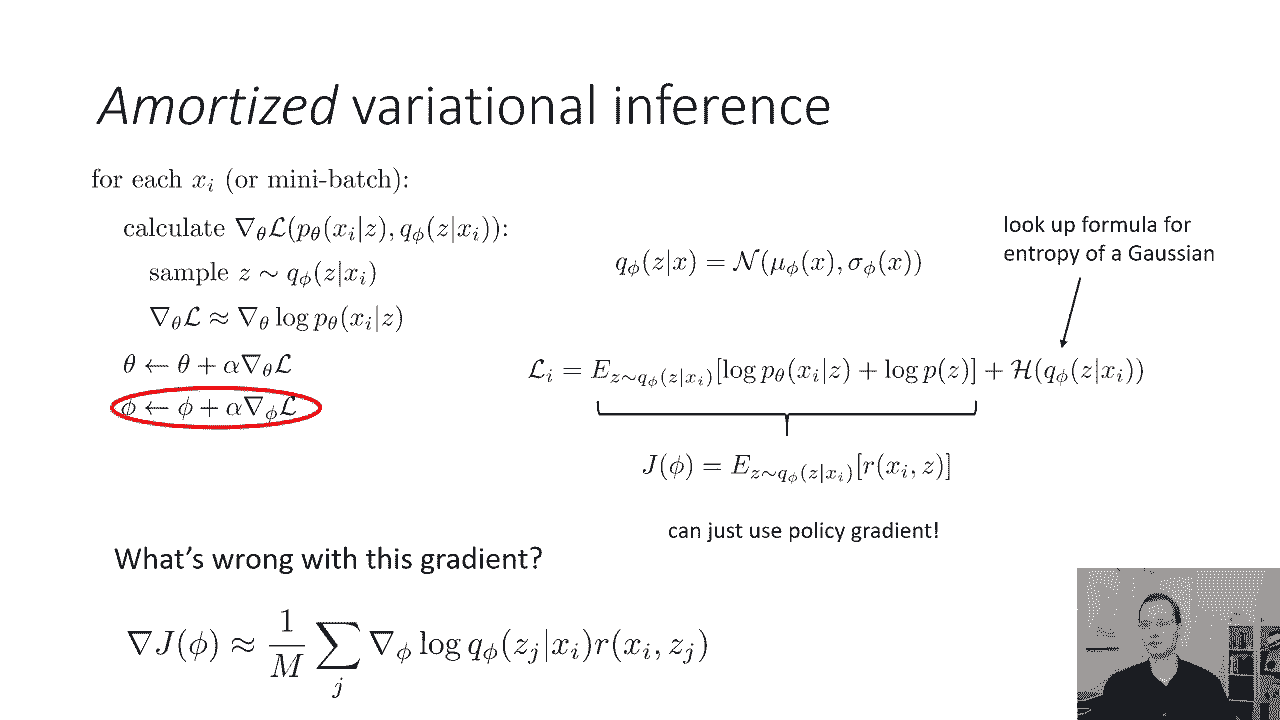 Amortized variational inference
for each $x_i$ (or mini-batch):
calculate $\nabla_\theta \mathcal{L}(p_\theta(x_i|z), q_\phi(z|x_i))$:
sample $z \sim q_\phi(z|x_i)$
$\nabla_\theta \mathcal{L} \approx \nabla_\theta \log p_\theta(x_i|z)$
$\theta \leftarrow \theta + \alpha \nabla_\theta \mathcal{L}$
$\phi \leftarrow \phi + \alpha \nabla_\phi \mathcal{L}$
look up formula for
entropy of a Gaussian
$q_\phi(z|x) = \mathcal{N}(\mu_\phi(x), \sigma_\phi(x))$
$\mathcal{L}_i = E_{z \sim q_\phi(z|x_i)}[\log p_\theta(x_i|z) + \log p(z)] + \mathcal{H}(q_\phi(z|x_i))$
$J(\phi) = E_{z \sim q_\phi(z|x_i)}[r(x_i, z)]$
can just use policy gradient!
What's wrong with this gradient?
$\nabla J(\phi) \approx \frac{1}{M} \sum_j \nabla_\phi \log q_\phi(z_j|x_i) r(x_i, z_j)$